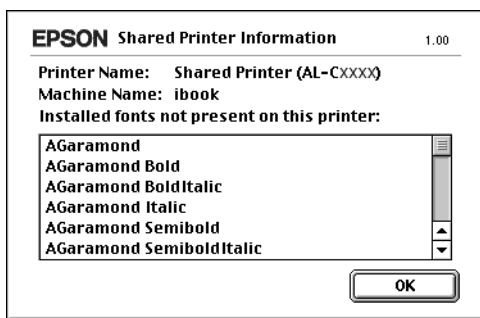 EPSON Shared Printer Information 1.00
Printer Name: Shared Printer (AL-CXXXX)
Machine Name: ibook
Installed fonts not present on this printer:
AGaramond
AGaramond Bold
AGaramond BoldItalic
AGaramond Italic
AGaramond Semibold
AGaramond SemiboldItalic
OK